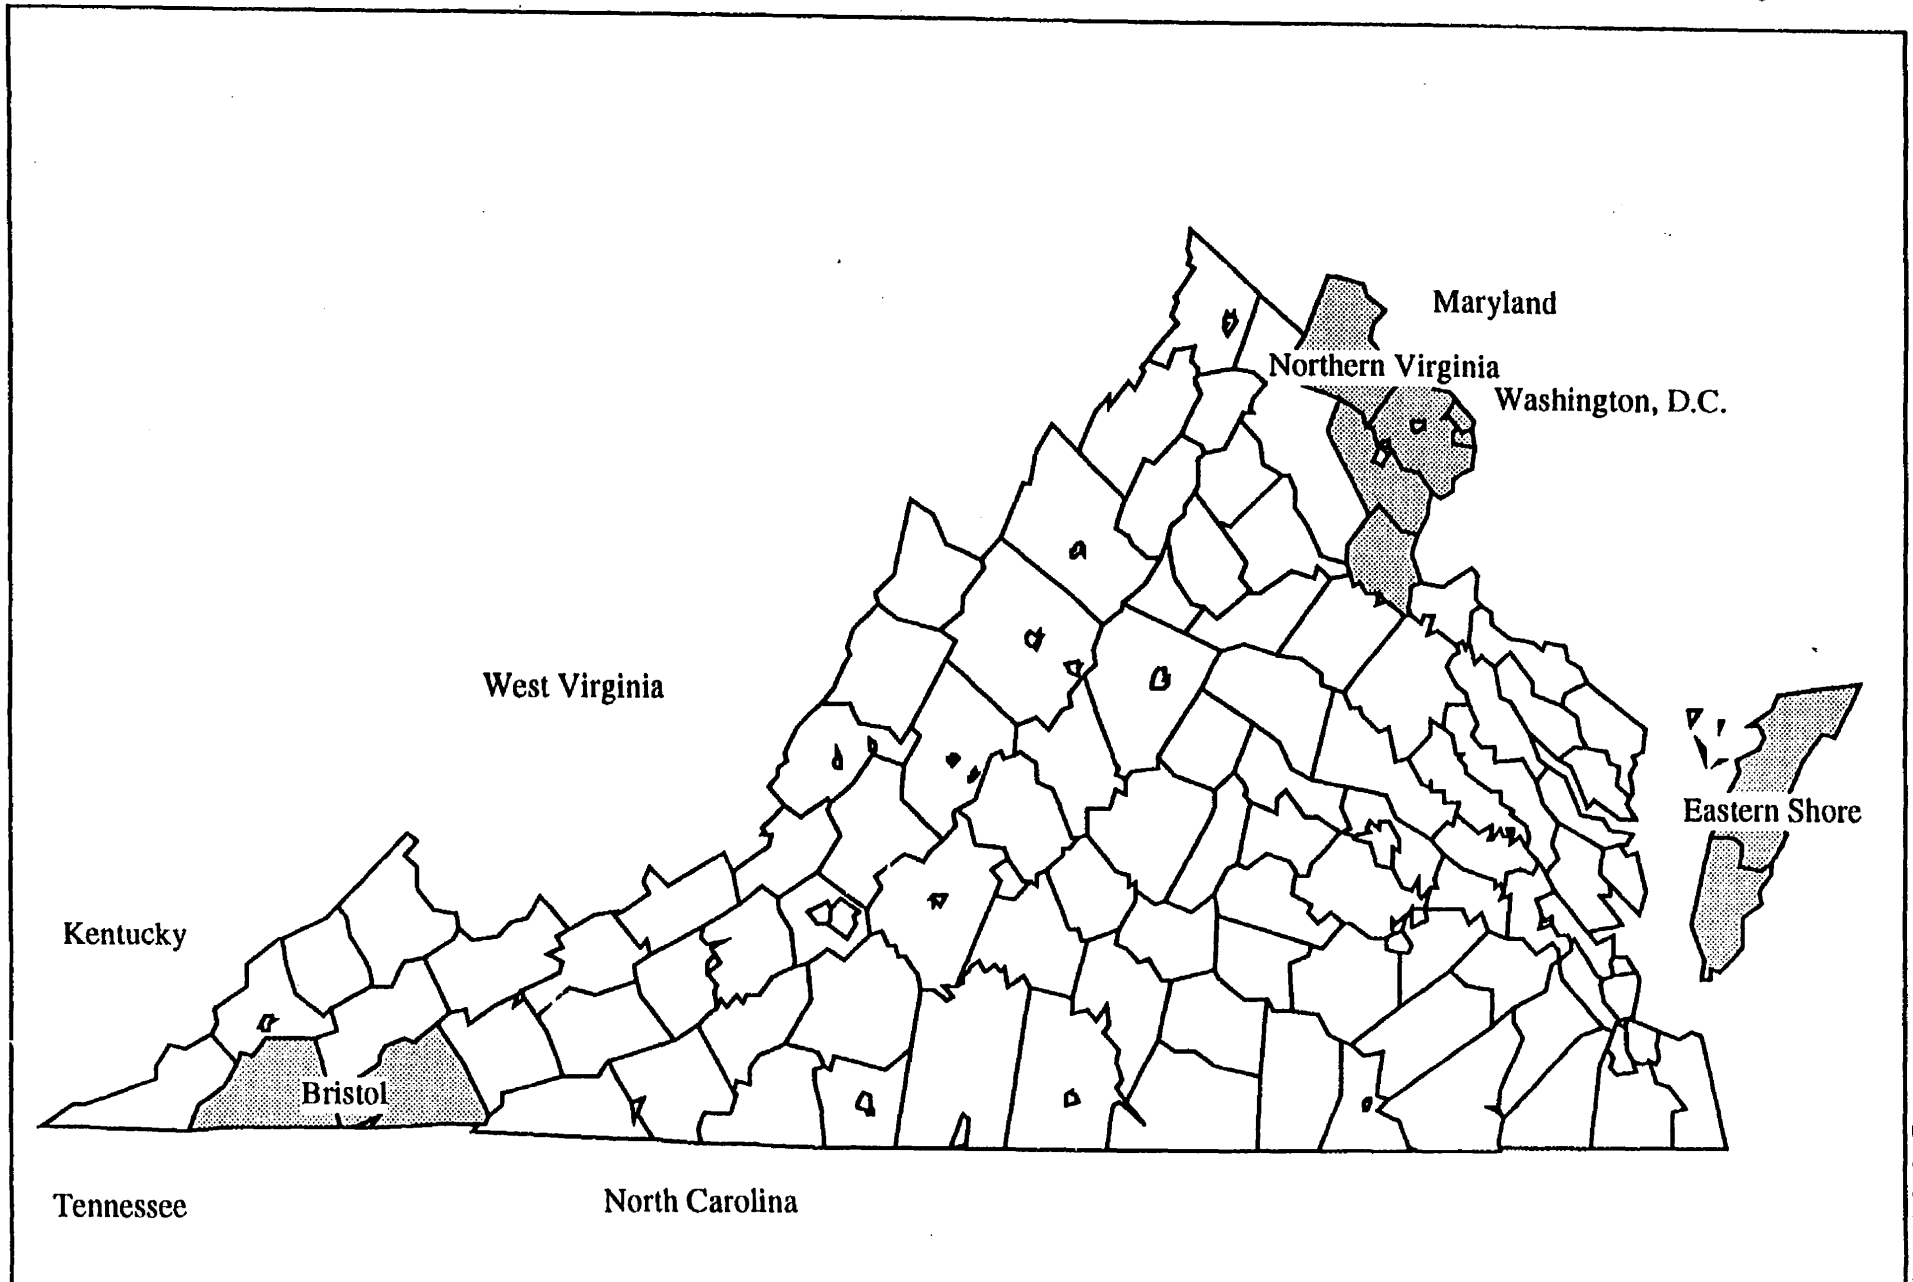 Maryland
Northern Virginia
Washington, D.C.
West Virginia
Eastern Shore
Kentucky
Bristol
Tennessee
North Carolina